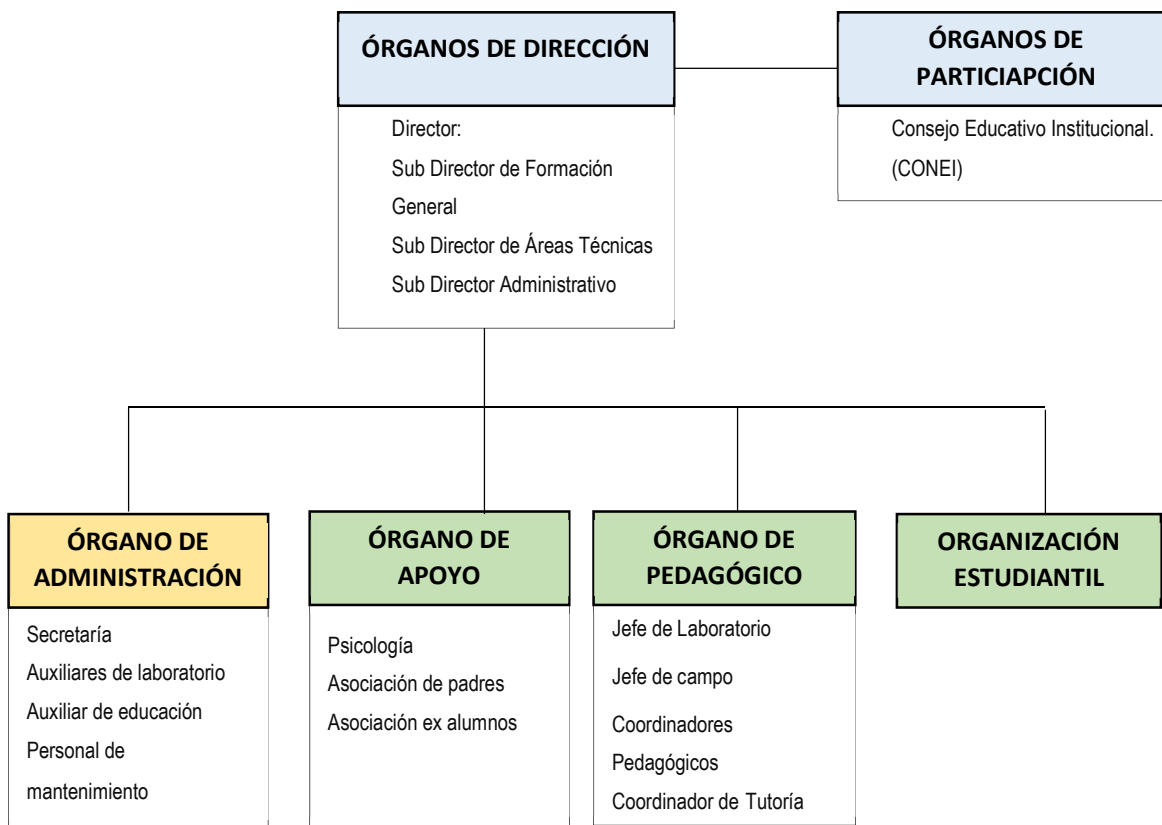 ÓRGANOS DE DIRECCIÓN
Director:
Sub Director de Formación
General
Sub Director de Áreas Técnicas
Sub Director Administrativo
ÓRGANOS DE
PARTICIAPCIÓN
Consejo Educativo Institucional.
(CONEI)
ÓRGANO DE
ADMINISTRACIÓN
Secretaría
Auxiliares de laboratorio
Auxiliar de educación
Personal de
mantenimiento
ÓRGANO DE
APOYO
Psicología
Asociación de padres
Asociación ex alumnos
ÓRGANO DE
PEDAGÓGICO
Jefe de Laboratorio
Jefe de campo
Coordinadores
Pedagógicos
Coordinador de Tutoría
ORGANIZACIÓN
ESTUDIANTIL